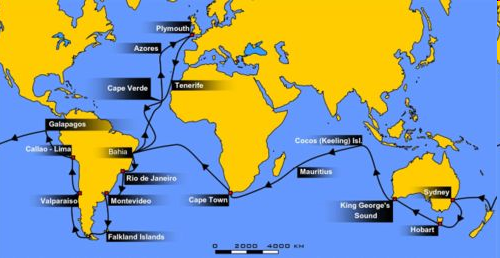 Plymouth
Azores
Cape Verde
Tenerife
Galapagos
Callao - Lima
Bahia
Cocos (Keeling) Isl.
Rio de Janeiro
Mauritius
Sydney
Valparaiso
Montevideo
Cape Town
King George's
Sound
Hobart
Falkland Islands
0 2000 4000 KM